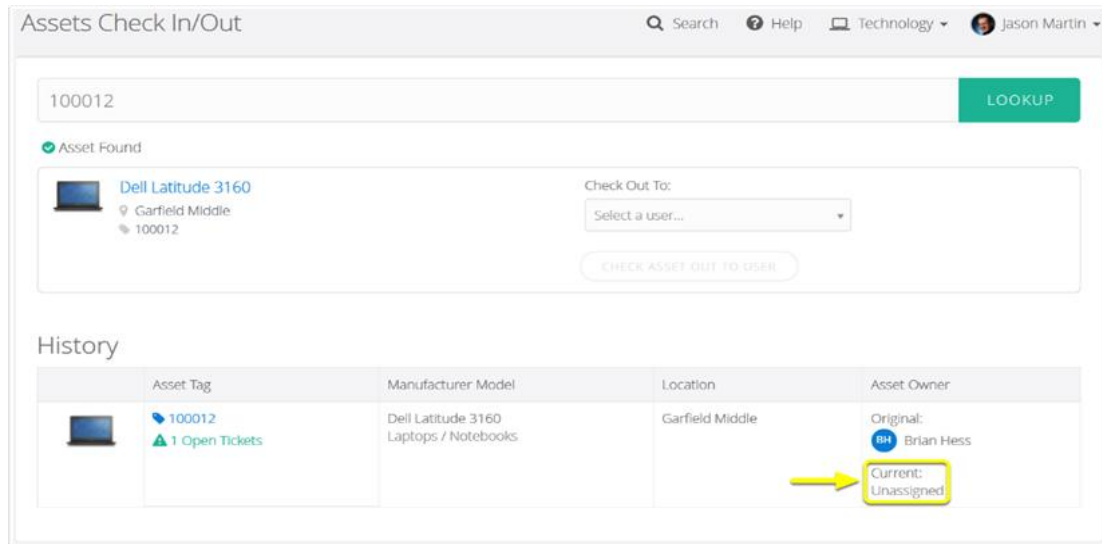 Assets Check In/Out
Search Help Technology Jason Martin
100012
LOOKUP
Asset Found
Dell Latitude 3160
Garfield Middle
100012
Check Out To:
Select a user...
CHECK ASSET OUT TO USER
History
Asset Tag Manufacturer Model Location Asset Owner
100012 Dell Latitude 3160 Garfield Middle Original:
1 Open Tickets Laptops / Notebooks BH Brian Hess
Current:
Unassigned